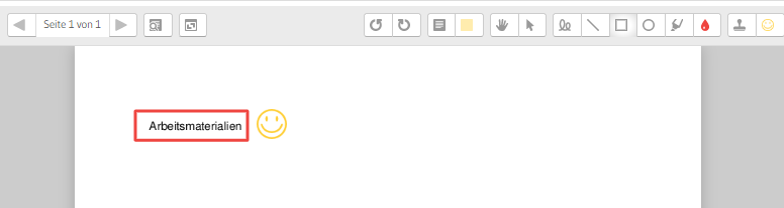 Seite 1 von 1
Arbeitsmaterialien